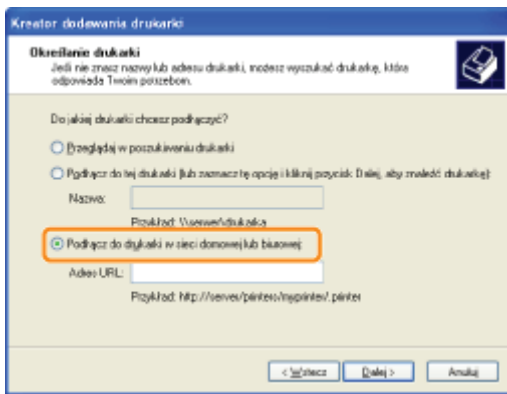 Kreator dodawania drukarki
Określanie drukarki
Jeśli nie znasz nazwy lub adresu drukarki, możesz wyszukać drukarkę, która
odpowiada Twoim potrzebom.
Do jakiej drukarki chcesz podłączyć?
Przeglądaj w poszukiwaniu drukarki
Podłącz do tej drukarki (lub zaznacz tę opcję i kliknij przycisk Dalej, aby znaleźć drukarkę):
Nazwa:
Przykład: \\serwer\drukarka
Podłącz do drukarki w sieci domowej lub biurowej:
Adres URL:
Przykład: http://server/printers/myprinter/.printer
< Wstecz
Dalej >
Anuluj